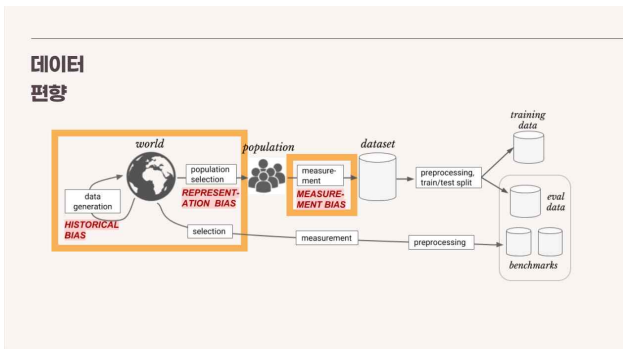 데이터
편향
world
population
dataset
training
data
data
generation
HISTORICAL
BIAS
population
selection
REPRESENT-
ATION BIAS
measure-
ment
MEASURE-
MENT BIAS
preprocessing,
train/test split
eval
data
selection
measurement
preprocessing
benchmarks